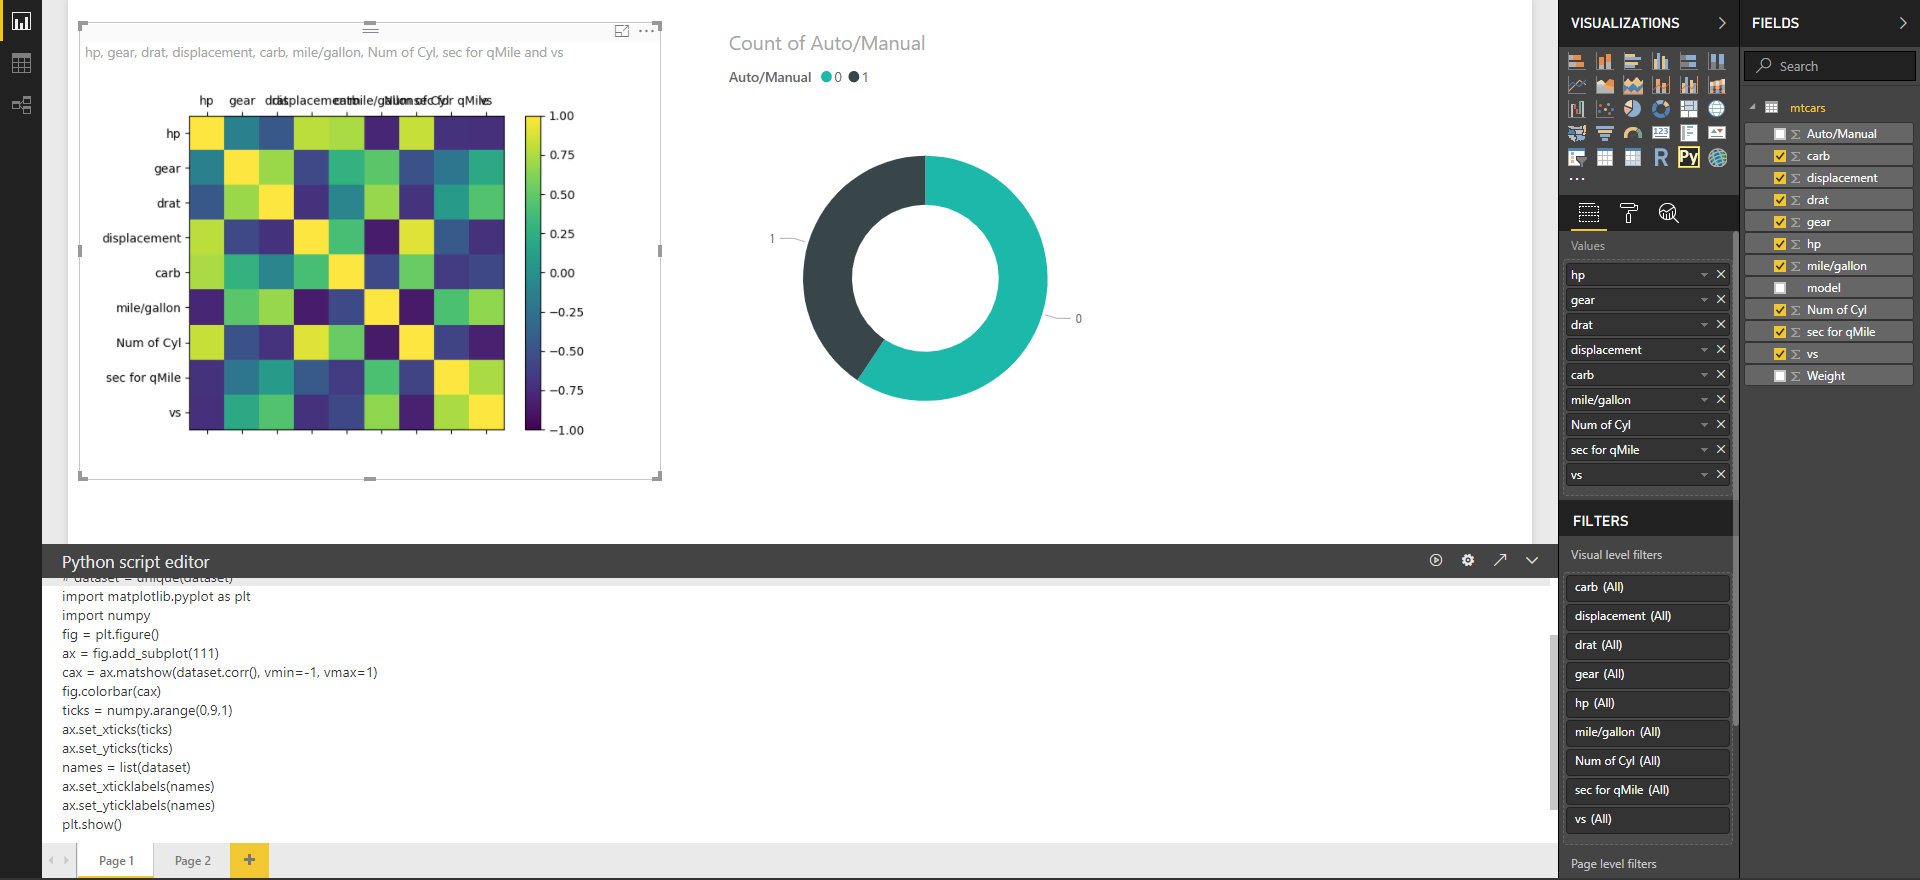 hp, gear, drat, displacement, carb, mile/gallon, Num of Cyl, sec for qMile and vs
hp gear drat displacement carb mile/gallon Num of Cyl sec for qMile vs
hp
gear
drat
displacement
carb
mile/gallon
Num of Cyl
sec for qMile
vs
1.00
0.75
0.50
0.25
0.00
−0.25
−0.50
−0.75
−1.00
Count of Auto/Manual
Auto/Manual 0 1
1
0
Python script editor
# dataset = unique(dataset)
import matplotlib.pyplot as plt
import numpy
fig = plt.figure()
ax = fig.add_subplot(111)
cax = ax.matshow(dataset.corr(), vmin=-1, vmax=1)
fig.colorbar(cax)
ticks = numpy.arange(0,9,1)
ax.set_xticks(ticks)
ax.set_yticks(ticks)
names = list(dataset)
ax.set_xticklabels(names)
ax.set_yticklabels(names)
plt.show()
Page 1 Page 2 +
VISUALIZATIONS
123
R Py
...
Values
hp
gear
drat
displacement
carb
mile/gallon
Num of Cyl
sec for qMile
vs
FILTERS
Visual level filters
carb (All)
displacement (All)
drat (All)
gear (All)
hp (All)
mile/gallon (All)
Num of Cyl (All)
sec for qMile (All)
vs (All)
Page level filters
FIELDS
Search
mtcars
Σ Auto/Manual
Σ carb
Σ displacement
Σ drat
Σ gear
Σ hp
Σ mile/gallon
model
Σ Num of Cyl
Σ sec for qMile
Σ vs
Σ Weight